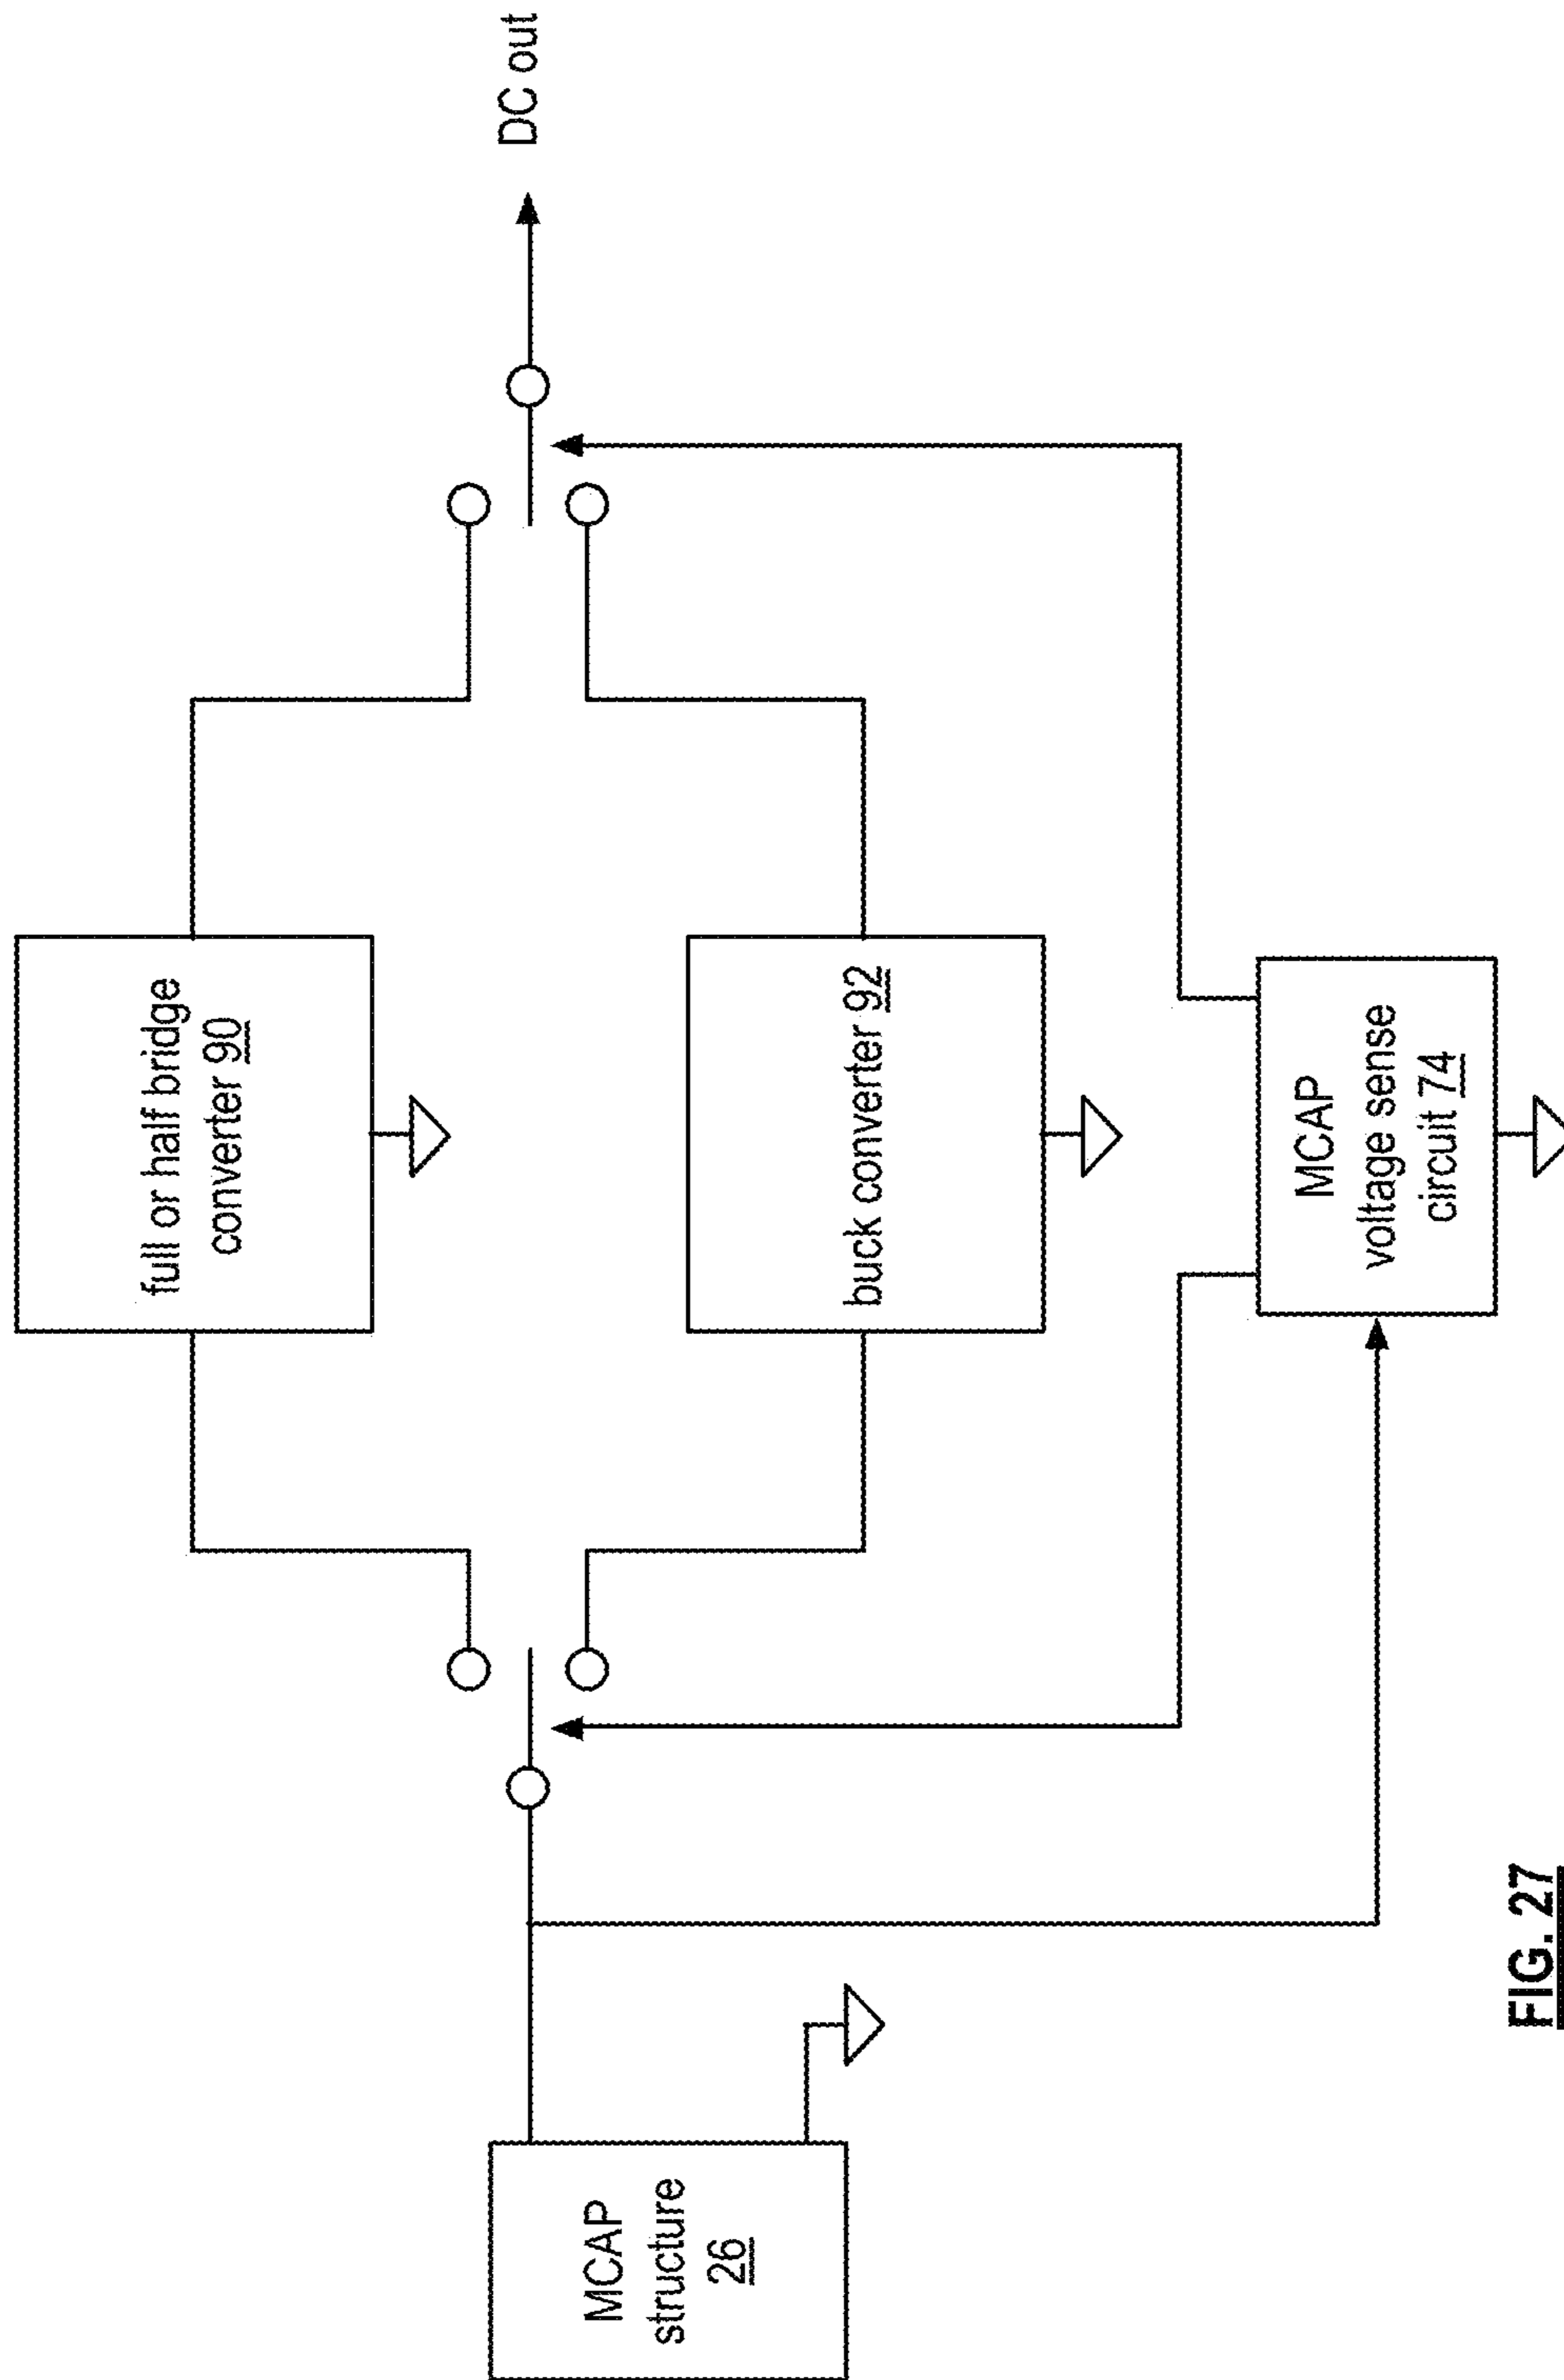 full or half bridge
converter 90
DC out
MCAP
structure
26
buck converter 92
MCAP
voltage sense
circuit 74
FIG. 27